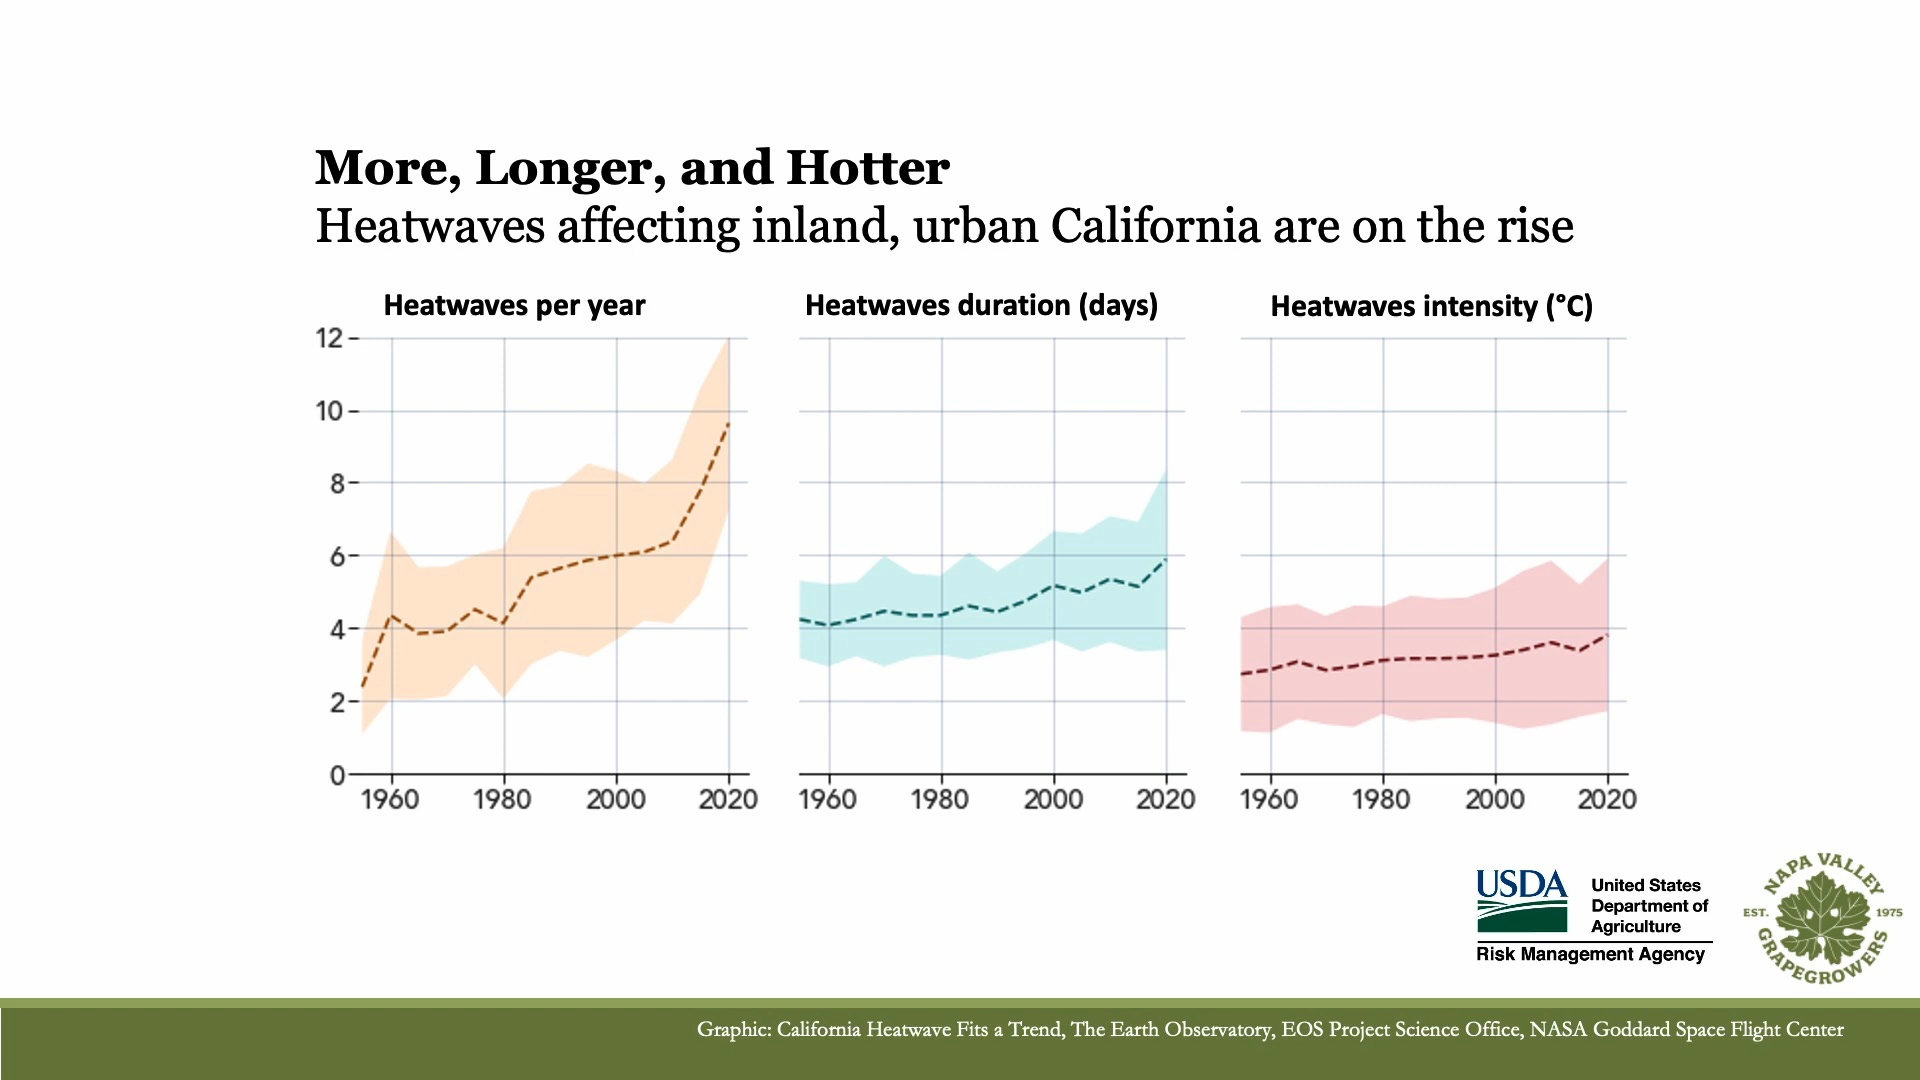 More, Longer, and Hotter
Heatwaves affecting inland, urban California are on the rise
Heatwaves per year
Heatwaves duration (days)
Heatwaves intensity (°C)
12
10
8
6
4
2
0
1960 1980 2000 2020
1960 1980 2000 2020
1960 1980 2000 2020
USDA
United States
Department of
Agriculture
Risk Management Agency
NAPA VALLEY
EST. 1975
GRAPEGROWERS
Graphic: California Heatwave Fits a Trend, The Earth Observatory, EOS Project Science Office, NASA Goddard Space Flight Center